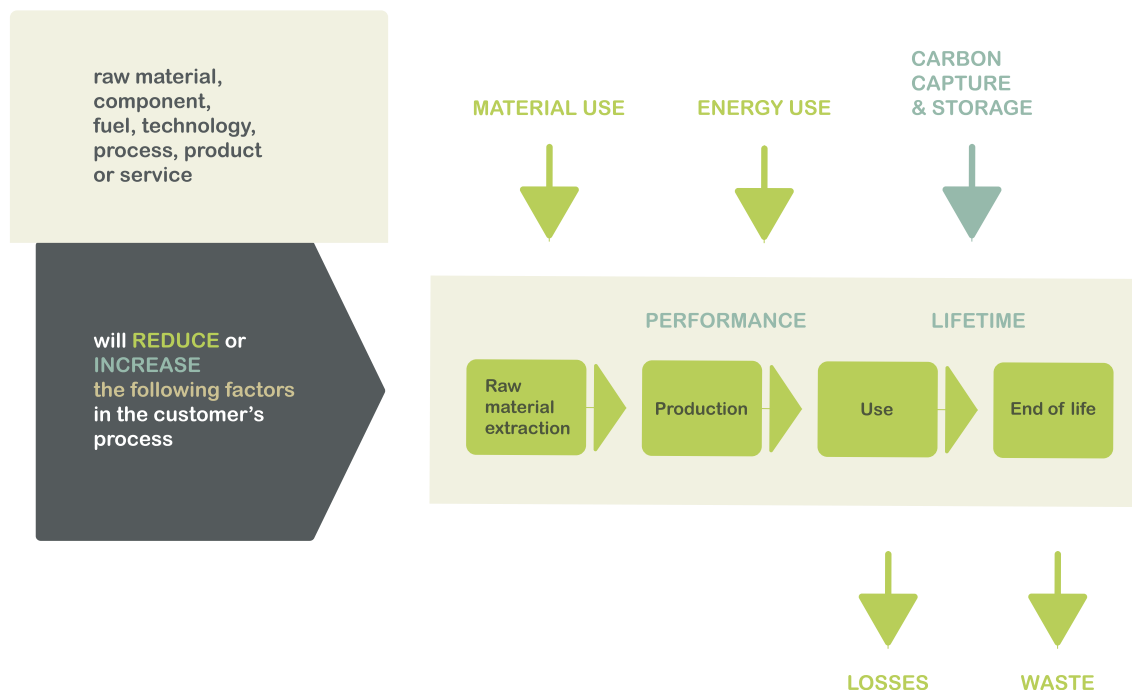 raw material,
component,
fuel, technology,
process, product
or service
will REDUCE or
INCREASE
the following factors
in the customer's
process
MATERIAL USE
ENERGY USE
CARBON
CAPTURE
& STORAGE
PERFORMANCE
LIFETIME
Raw
material
extraction
Production
Use
End of life
LOSSES
WASTE